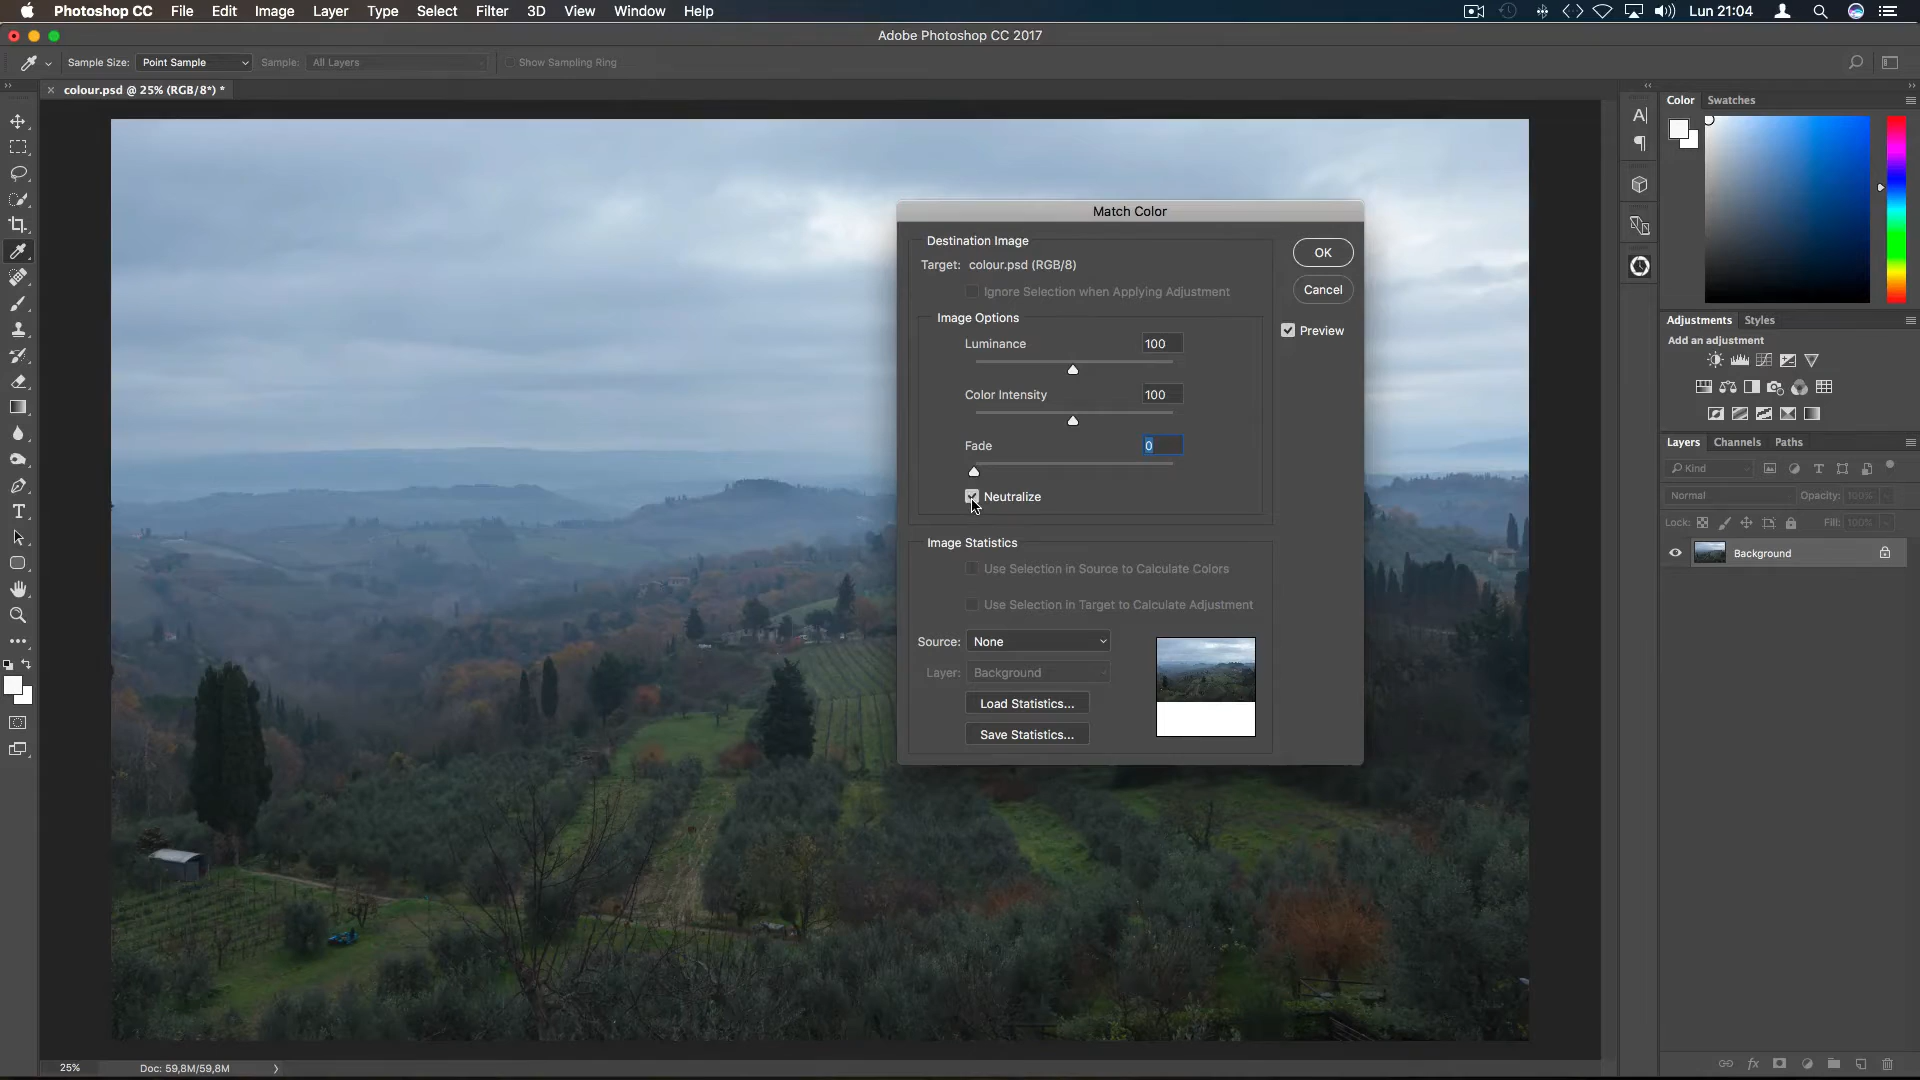 Photoshop CC File Edit Image Layer Type Select Filter 3D View Window Help Lun 21:04
Adobe Photoshop CC 2017
Sample Size: Point Sample Sample: All Layers Show Sampling Ring
colour.psd @ 25% (RGB/8*) *
Color Swatches
Match Color
Destination Image
Target: colour.psd (RGB/8)
Ignore Selection when Applying Adjustment
OK
Cancel
Preview
Image Options
Luminance 100
Color Intensity 100
Fade 0
Neutralize
Image Statistics
Use Selection in Source to Calculate Colors
Use Selection in Target to Calculate Adjustment
Source: None
Layer: Background
Load Statistics...
Save Statistics...
Adjustments Styles
Add an adjustment
Layers Channels Paths
Kind
Normal Opacity: 100%
Lock: Fill: 100%
Background
25% Doc: 59,8M/59,8M